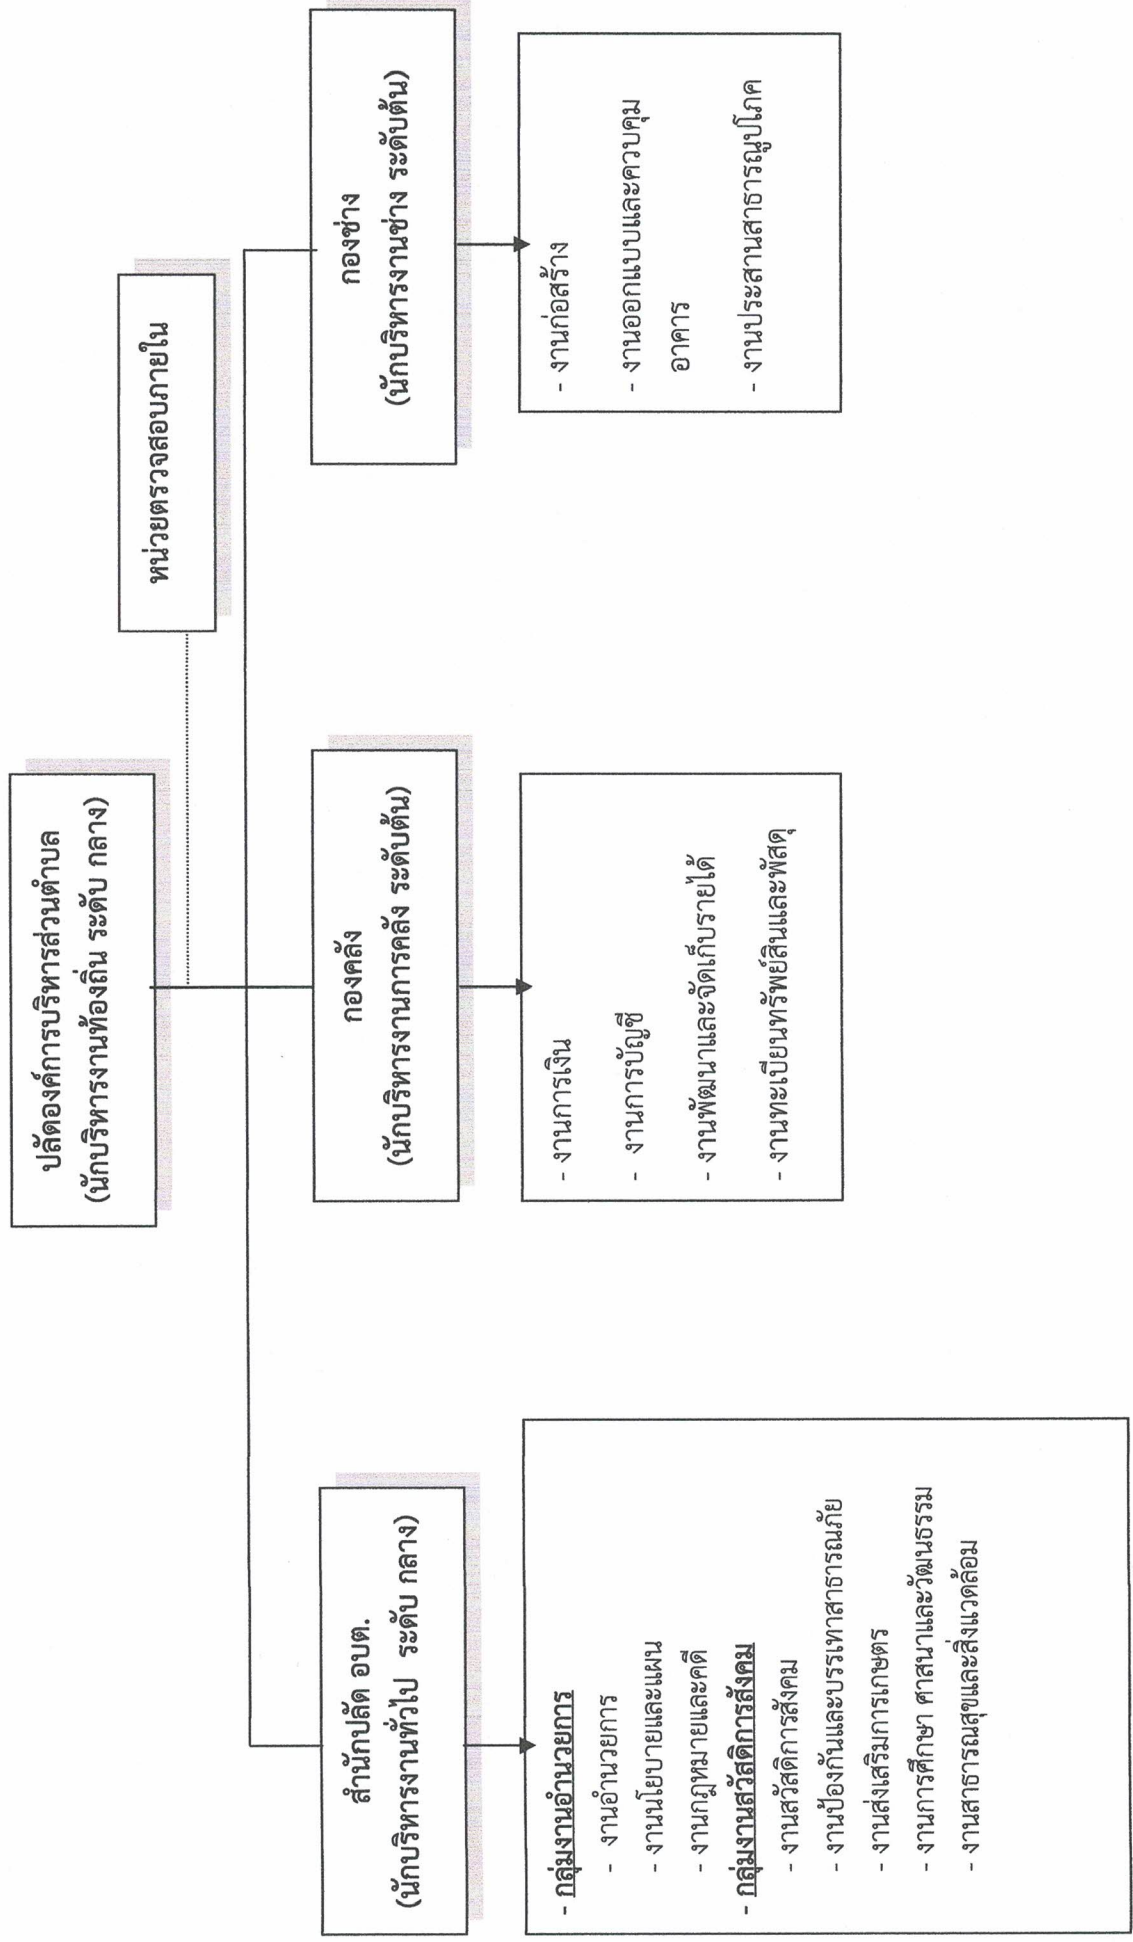 ปลัดองค์การบริหารส่วนตำบล
(นักบริหารงานท้องถิ่น ระดับ กลาง)
หน่วยตรวจสอบภายใน
สำนักปลัด อบต.
(นักบริหารงานทั่วไป ระดับ กลาง)
กองคลัง
(นักบริหารงานการคลัง ระดับต้น)
กองช่าง
(นักบริหารงานช่าง ระดับต้น)
- กลุ่มงานอำนวยการ
- งานอำนวยการ
- งานนโยบายและแผน
- งานกฎหมายและคดี
- กลุ่มงานสวัสดิการสังคม
- งานสวัสดิการสังคม
- งานป้องกันและบรรเทาสาธารณภัย
- งานส่งเสริมการเกษตร
- งานการศึกษา ศาสนาและวัฒนธรรม
- งานสาธารณสุขและสิ่งแวดล้อม
- งานการเงิน
- งานการบัญชี
- งานพัฒนาและจัดเก็บรายได้
- งานทะเบียนทรัพย์สินและพัสดุ
- งานก่อสร้าง
- งานออกแบบและควบคุม
อาคาร
- งานประสานสาธารณูปโภค